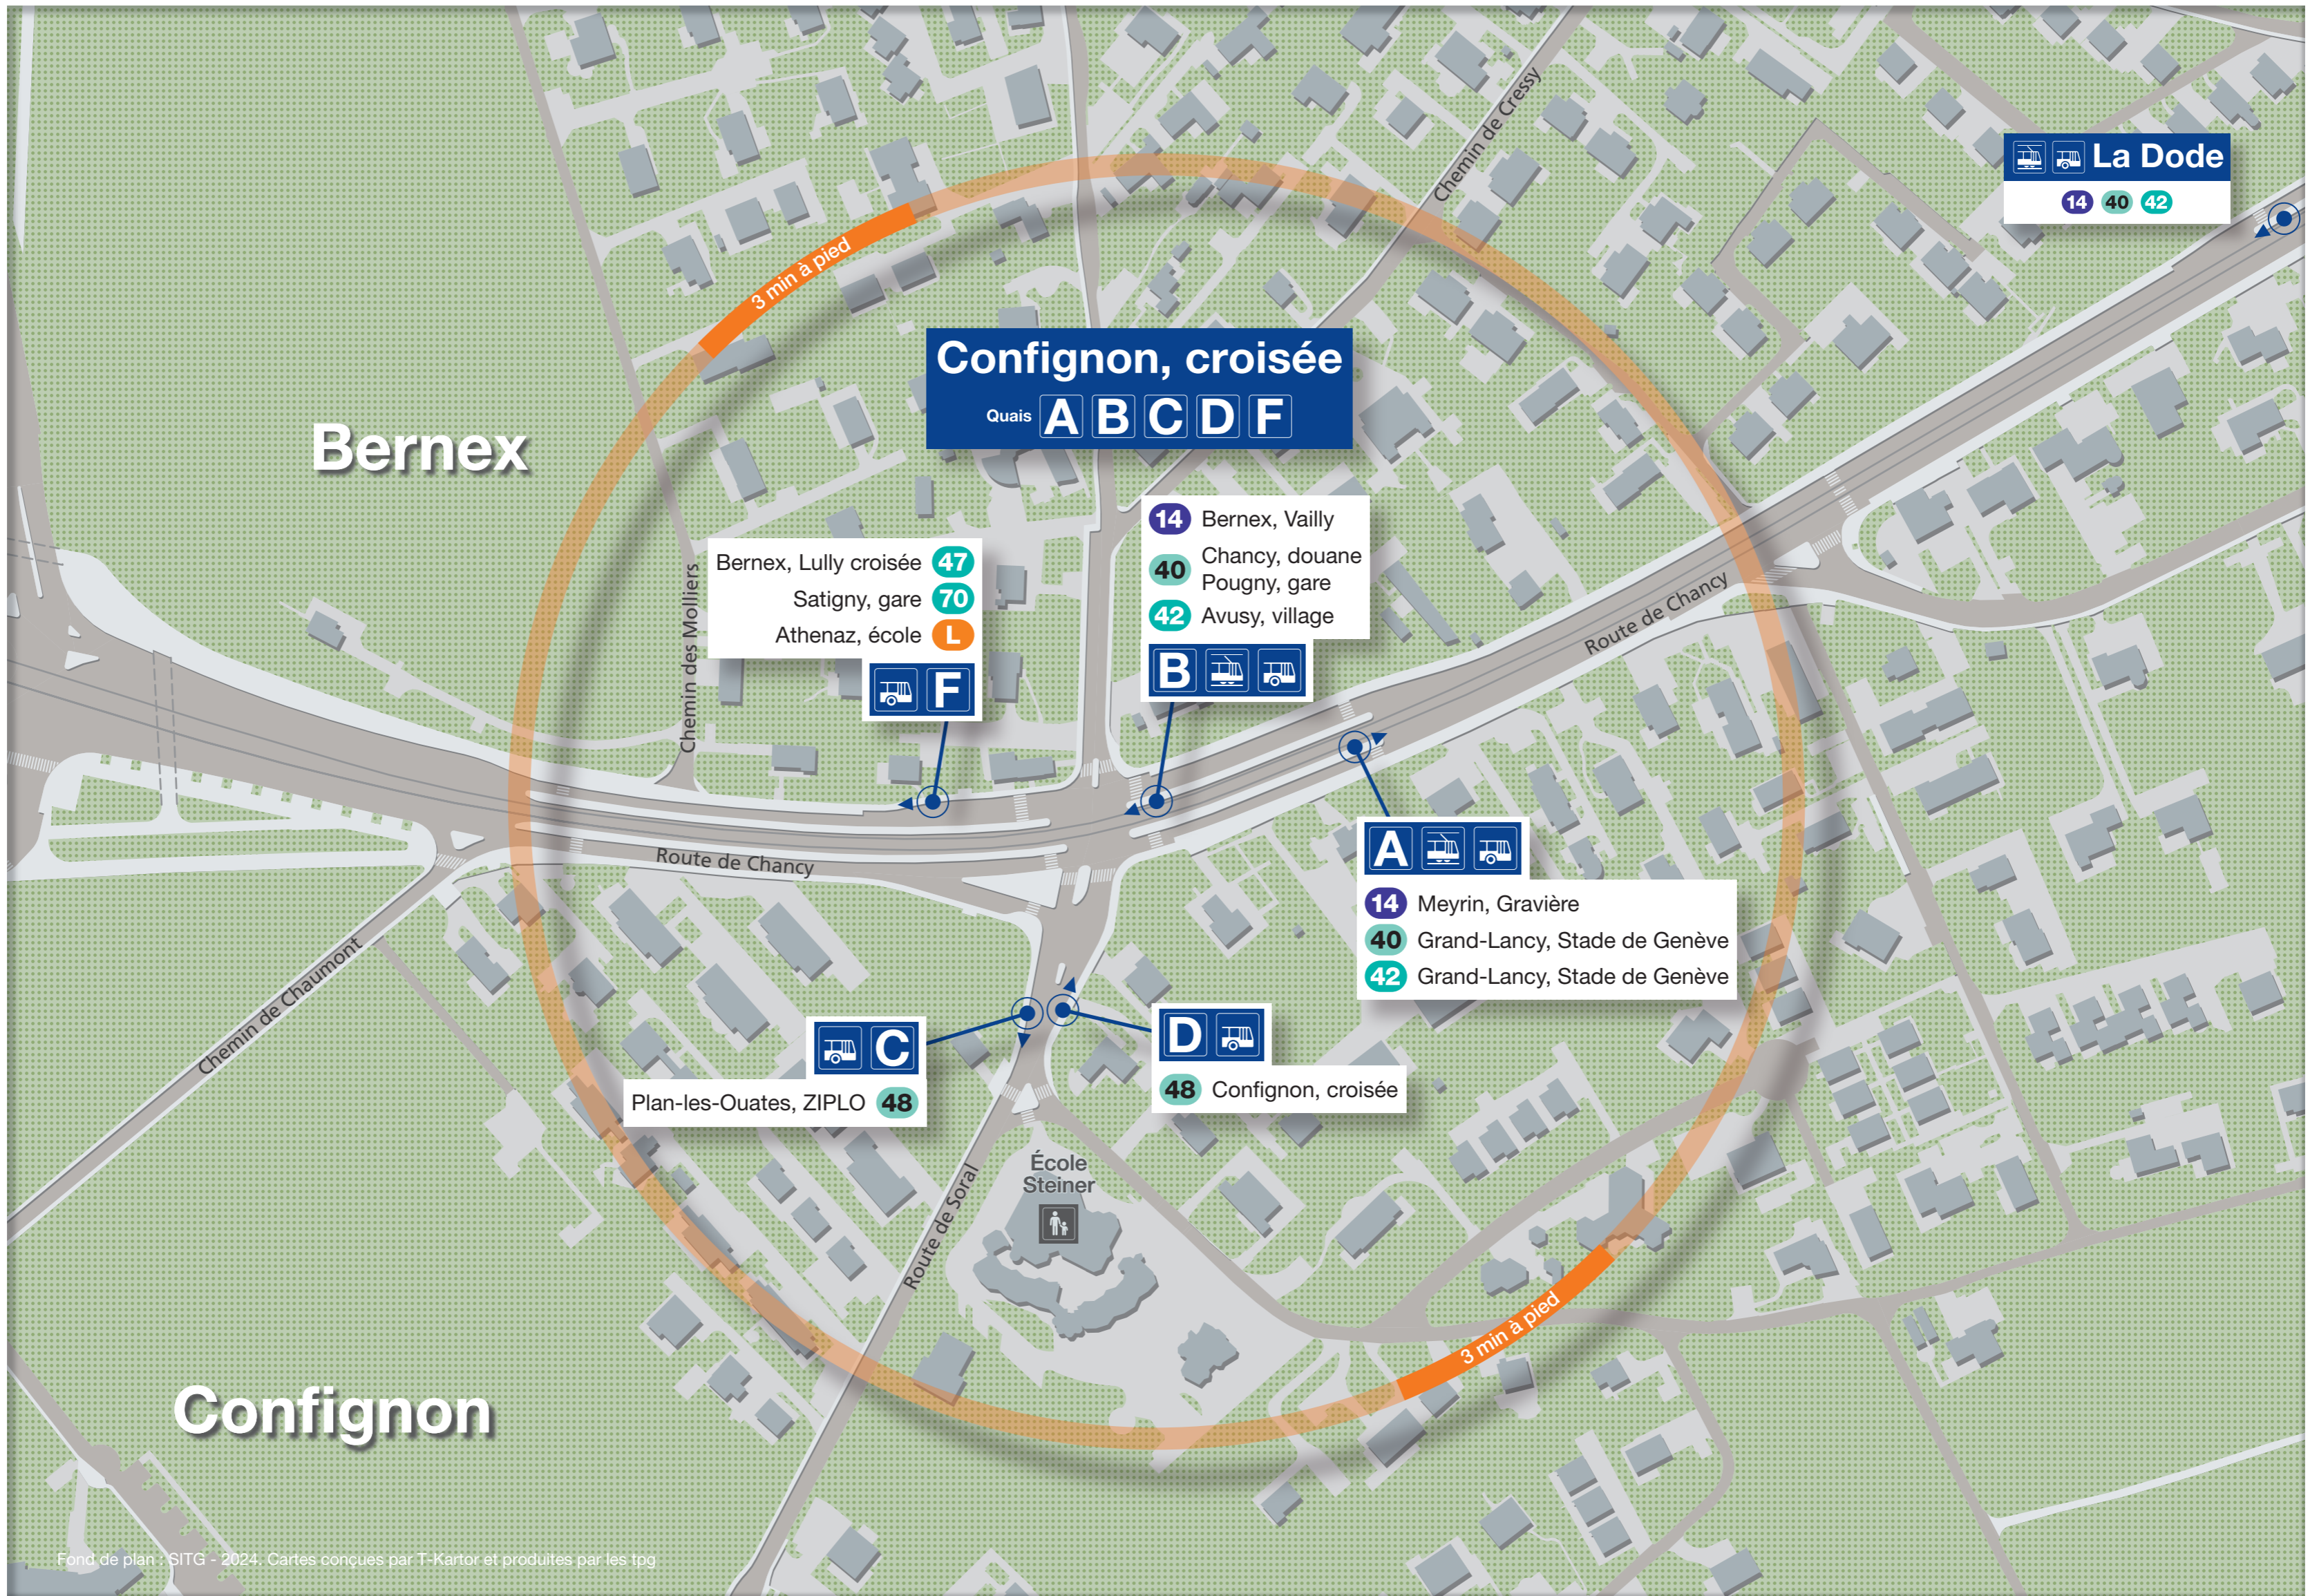 Chemin de Cressy
La Dode
14 40 42
3 min à pied
Confignon, croisée
Quais A B C D F
Bernex
14 Bernex, Vailly
40 Chancy, douane
Pougny, gare
42 Avusy, village
B
Bernex, Lully croisée 47
Satigny, gare 70
Athenaz, école L
F
Chemin des Molliers
Route de Chancy
Route de Chancy
A
14 Meyrin, Gravière
40 Grand-Lancy, Stade de Genève
42 Grand-Lancy, Stade de Genève
Chemin de Chaumont
C
Plan-les-Ouates, ZIPLO 48
D
48 Confignon, croisée
École
Steiner
Route de Soral
3 min à pied
Confignon
Fond de plan : SITG - 2024. Cartes conçues par T-Kartor et produites par les tpg